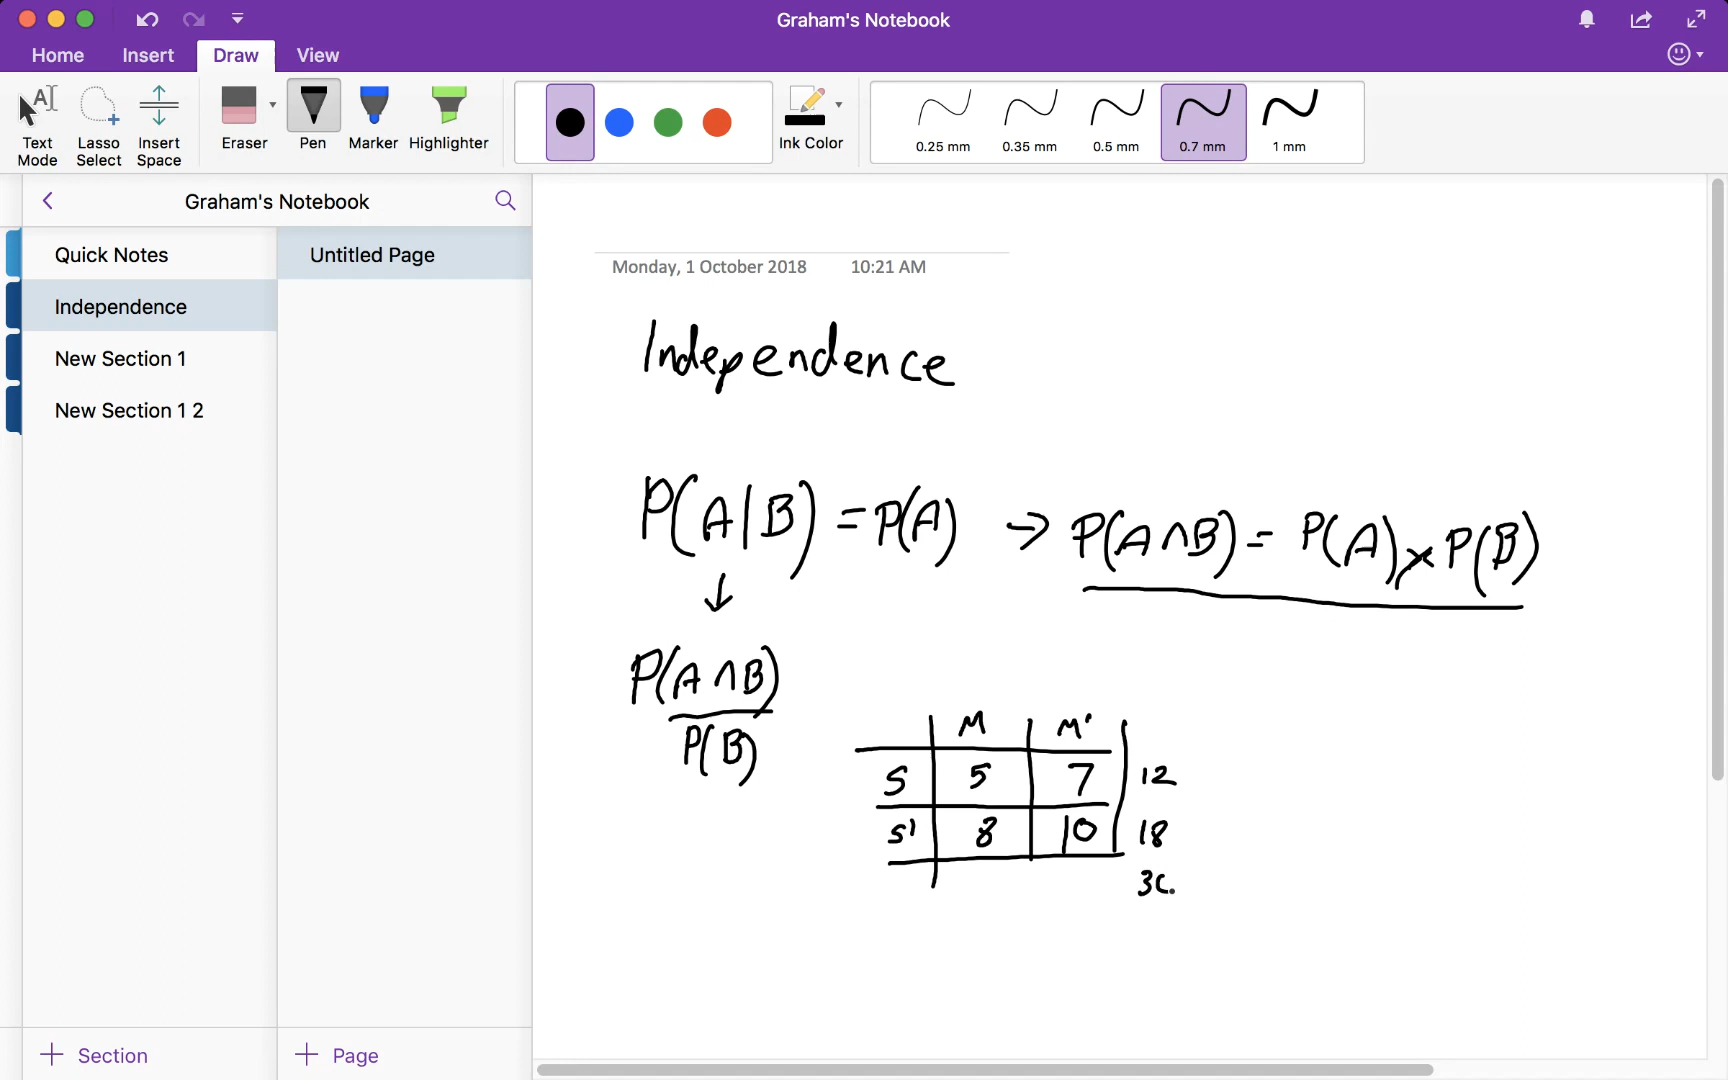 Graham's Notebook
Home Insert Draw View
Text Mode Lasso Select Insert Space Eraser Pen Marker Highlighter Ink Color 0.25 mm 0.35 mm 0.5 mm 0.7 mm 1 mm
Graham's Notebook
Quick Notes
Independence
New Section 1
New Section 1 2
Untitled Page
Monday, 1 October 2018 10:21 AM
Independence
P(A|B) = P(A) → P(A∩B) = P(A) × P(B)
↓
P(A∩B)
P(B)
M M'
S 5 7 12
S' 8 10 18
+ Section + Page